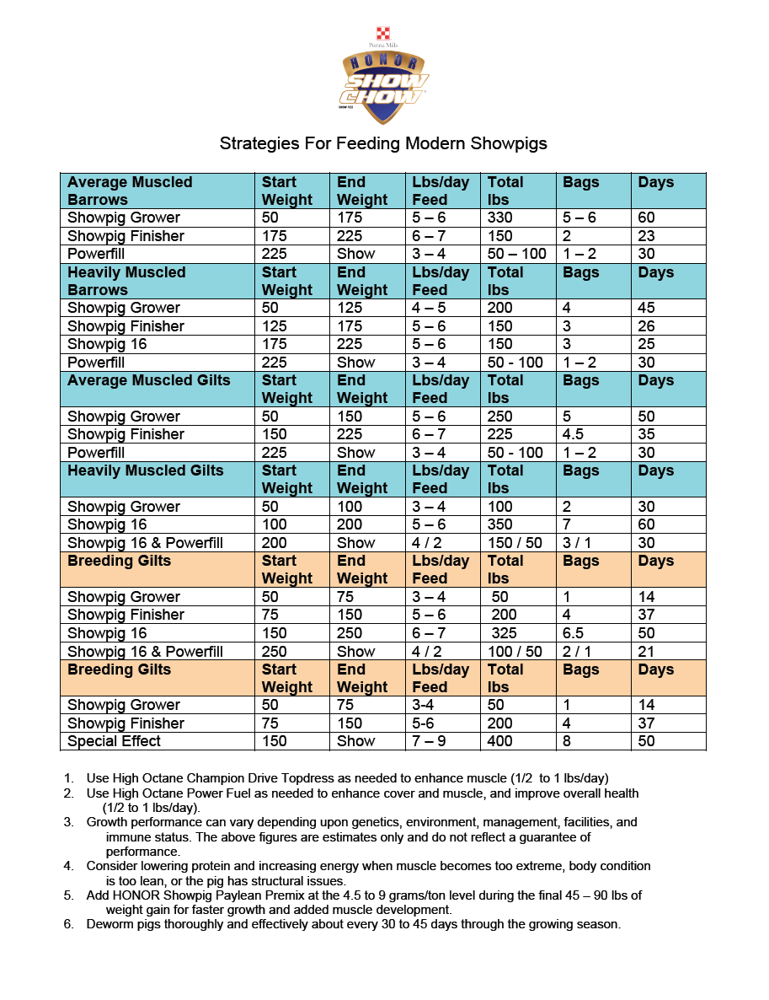 Purina Mills
HONOR
SHOW
CHOW®
Strategies For Feeding Modern Showpigs
Average Muscled Barrows Start Weight End Weight Lbs/day Feed Total lbs Bags Days
Showpig Grower 50 175 5 – 6 330 5 – 6 60
Showpig Finisher 175 225 6 – 7 150 2 23
Powerfill 225 Show 3 – 4 50 – 100 1 – 2 30
Heavily Muscled Barrows Start Weight End Weight Lbs/day Feed Total lbs Bags Days
Showpig Grower 50 125 4 – 5 200 4 45
Showpig Finisher 125 175 5 – 6 150 3 26
Showpig 16 175 225 5 – 6 150 3 25
Powerfill 225 Show 3 – 4 50 - 100 1 – 2 30
Average Muscled Gilts Start Weight End Weight Lbs/day Feed Total lbs Bags Days
Showpig Grower 50 150 5 – 6 250 5 50
Showpig Finisher 150 225 6 – 7 225 4.5 35
Powerfill 225 Show 3 – 4 50 - 100 1 – 2 30
Heavily Muscled Gilts Start Weight End Weight Lbs/day Feed Total lbs Bags Days
Showpig Grower 50 100 3 – 4 100 2 30
Showpig 16 100 200 5 – 6 350 7 60
Showpig 16 & Powerfill 200 Show 4 / 2 150 / 50 3 / 1 30
Breeding Gilts Start Weight End Weight Lbs/day Feed Total lbs Bags Days
Showpig Grower 50 75 3 – 4 50 1 14
Showpig Finisher 75 150 5 – 6 200 4 37
Showpig 16 150 250 6 – 7 325 6.5 50
Showpig 16 & Powerfill 250 Show 4 / 2 100 / 50 2 / 1 21
Breeding Gilts Start Weight End Weight Lbs/day Feed Total lbs Bags Days
Showpig Grower 50 75 3-4 50 1 14
Showpig Finisher 75 150 5-6 200 4 37
Special Effect 150 Show 7 – 9 400 8 50
1. Use High Octane Champion Drive Topdress as needed to enhance muscle (1/2 to 1 lbs/day)
2. Use High Octane Power Fuel as needed to enhance cover and muscle, and improve overall health
(1/2 to 1 lbs/day).
3. Growth performance can vary depending upon genetics, environment, management, facilities, and
immune status. The above figures are estimates only and do not reflect a guarantee of
performance.
4. Consider lowering protein and increasing energy when muscle becomes too extreme, body condition
is too lean, or the pig has structural issues.
5. Add HONOR Showpig Paylean Premix at the 4.5 to 9 grams/ton level during the final 45 – 90 lbs of
weight gain for faster growth and added muscle development.
6. Deworm pigs thoroughly and effectively about every 30 to 45 days through the growing season.